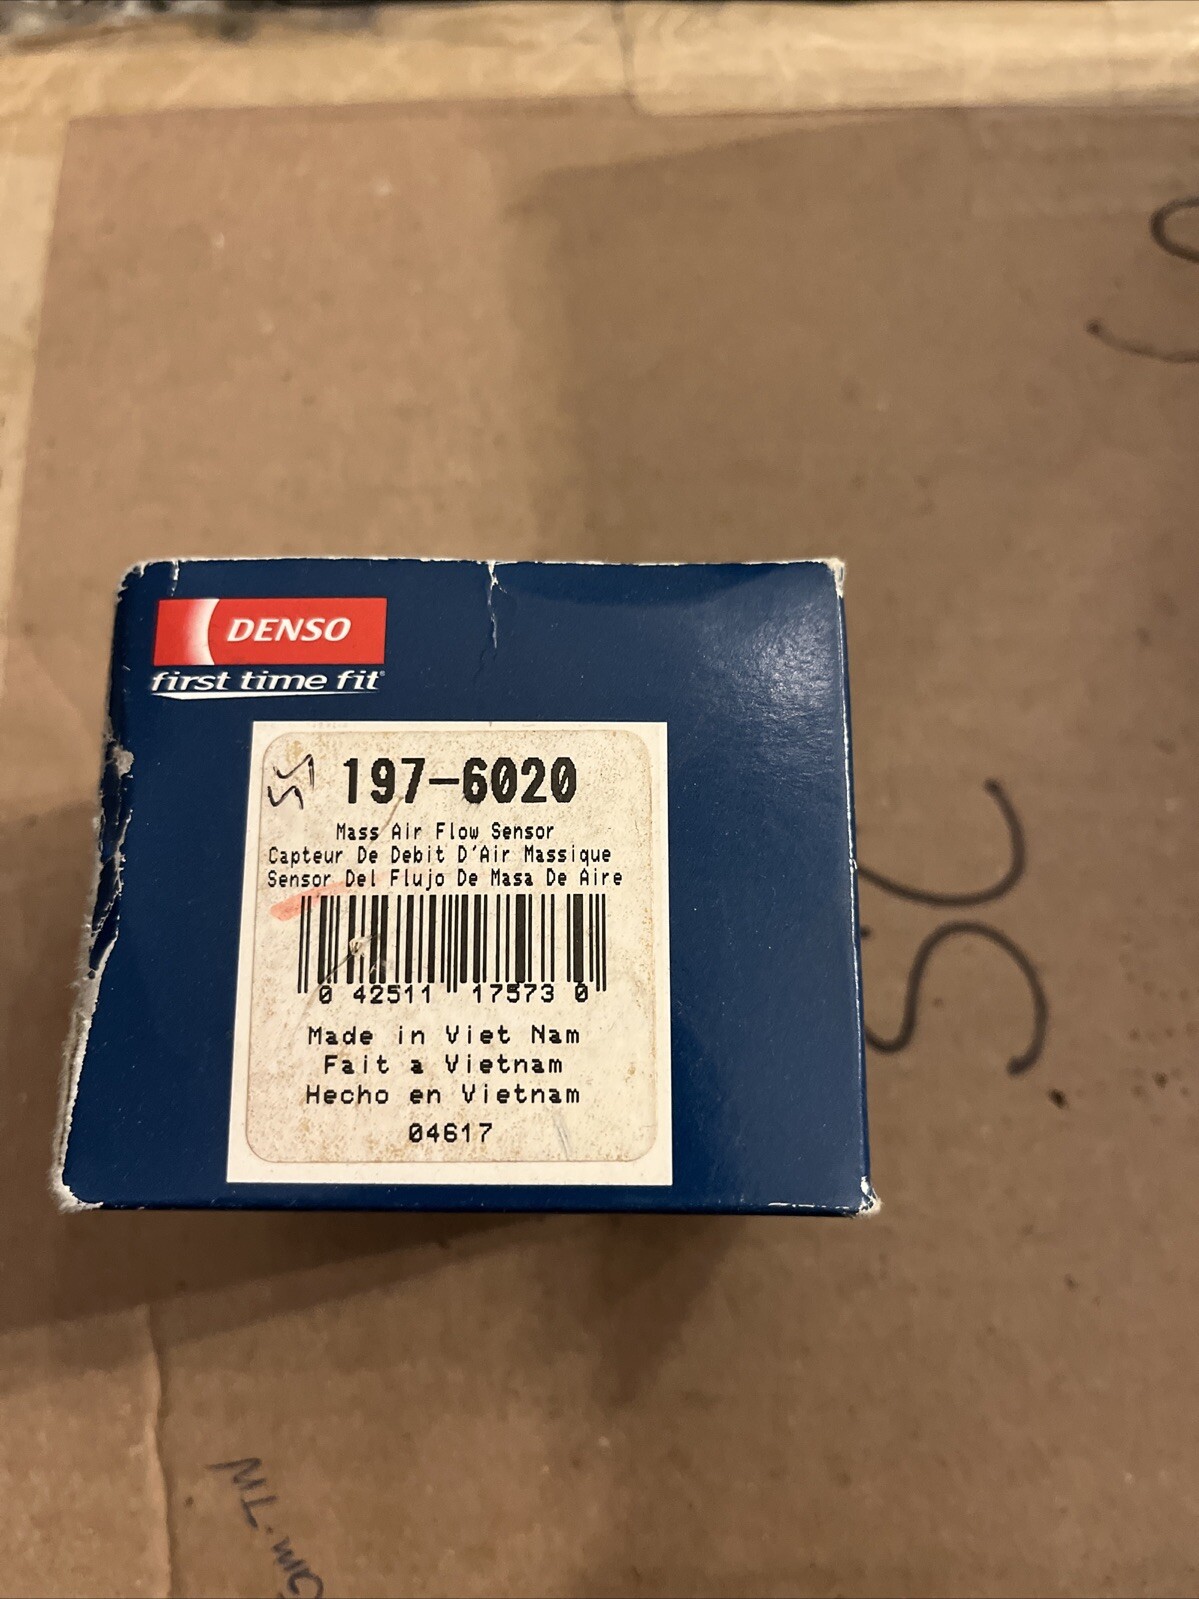 DENSO
first time fit®
197-6020
Mass Air Flow Sensor
Capteur De Debit D'Air Massique
Sensor Del Flujo De Masa De Aire
0 42511 17573 0
Made in Viet Nam
Fait a Vietnam
Hecho en Vietnam
04617